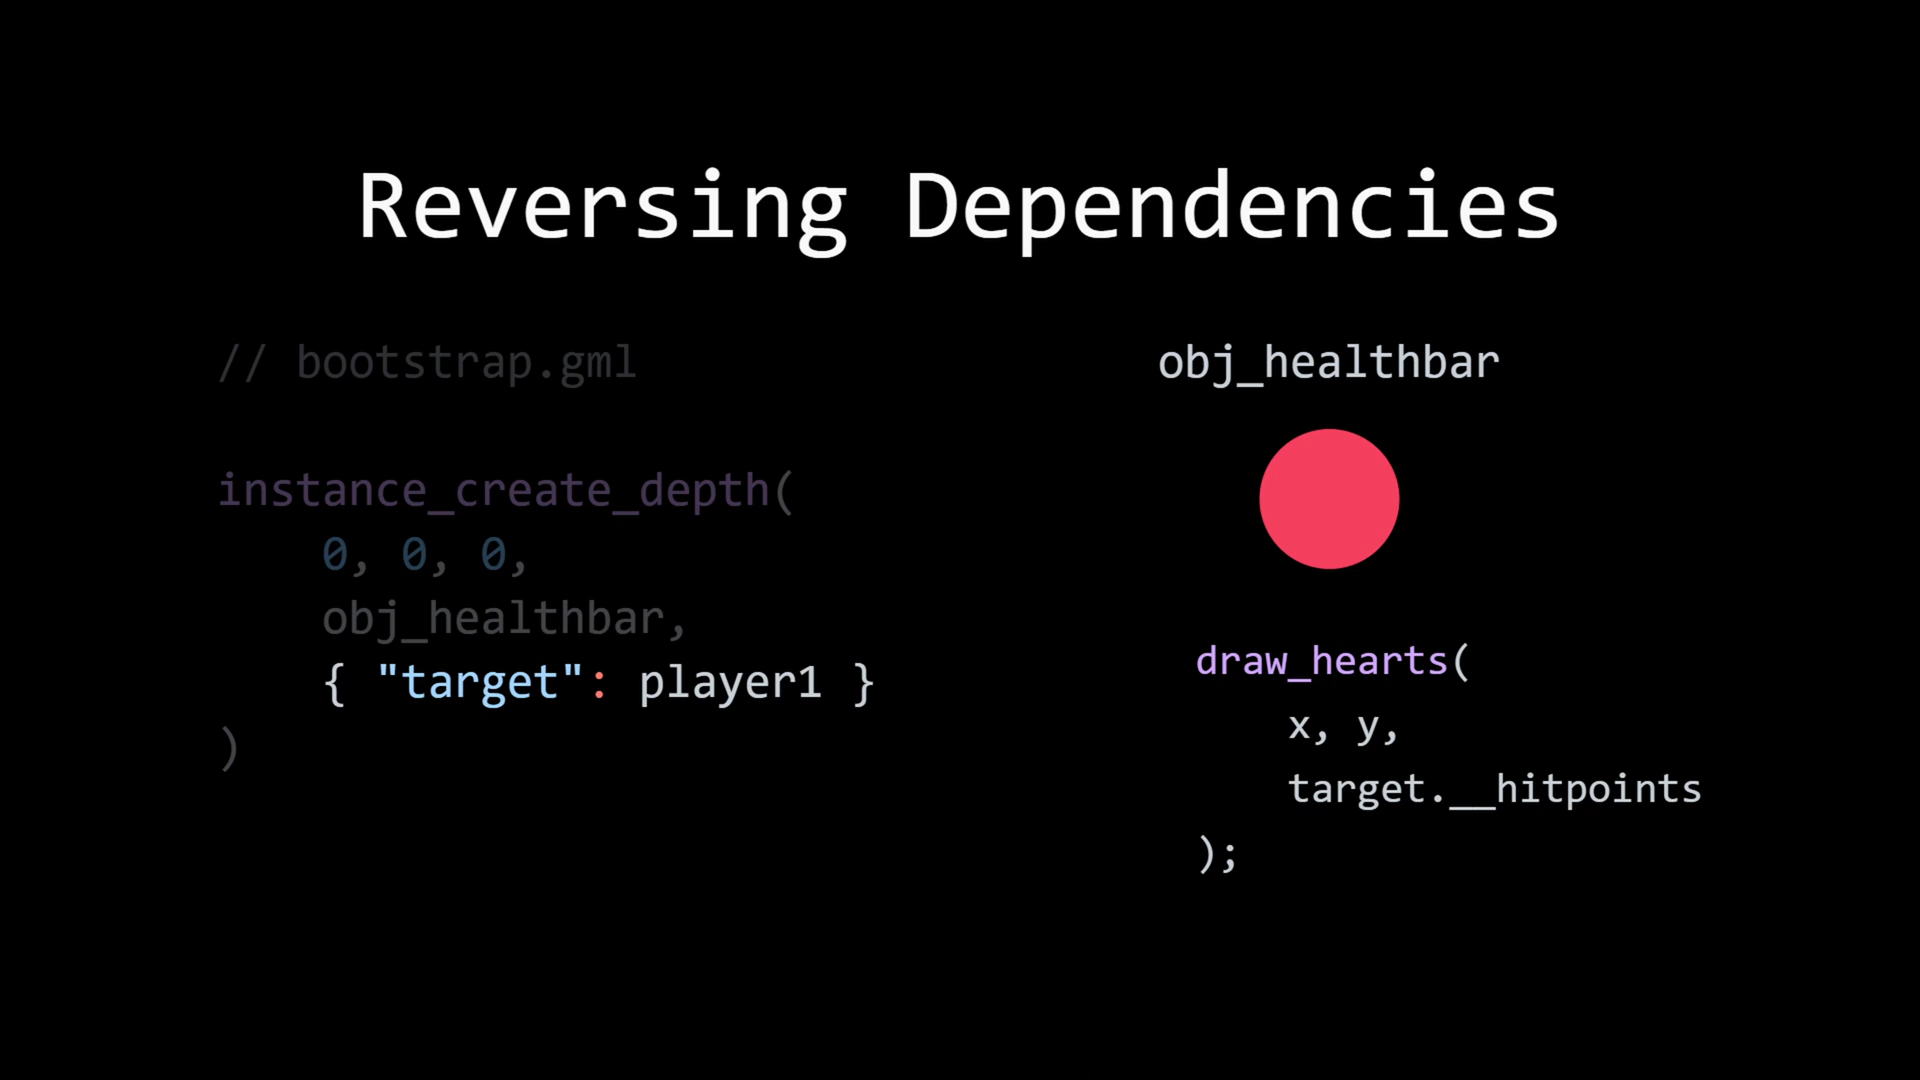 Reversing Dependencies
// bootstrap.gml
instance_create_depth(
0, 0, 0,
obj_healthbar,
{ "target": player1 }
)
obj_healthbar
draw_hearts(
x, y,
target.__hitpoints
);